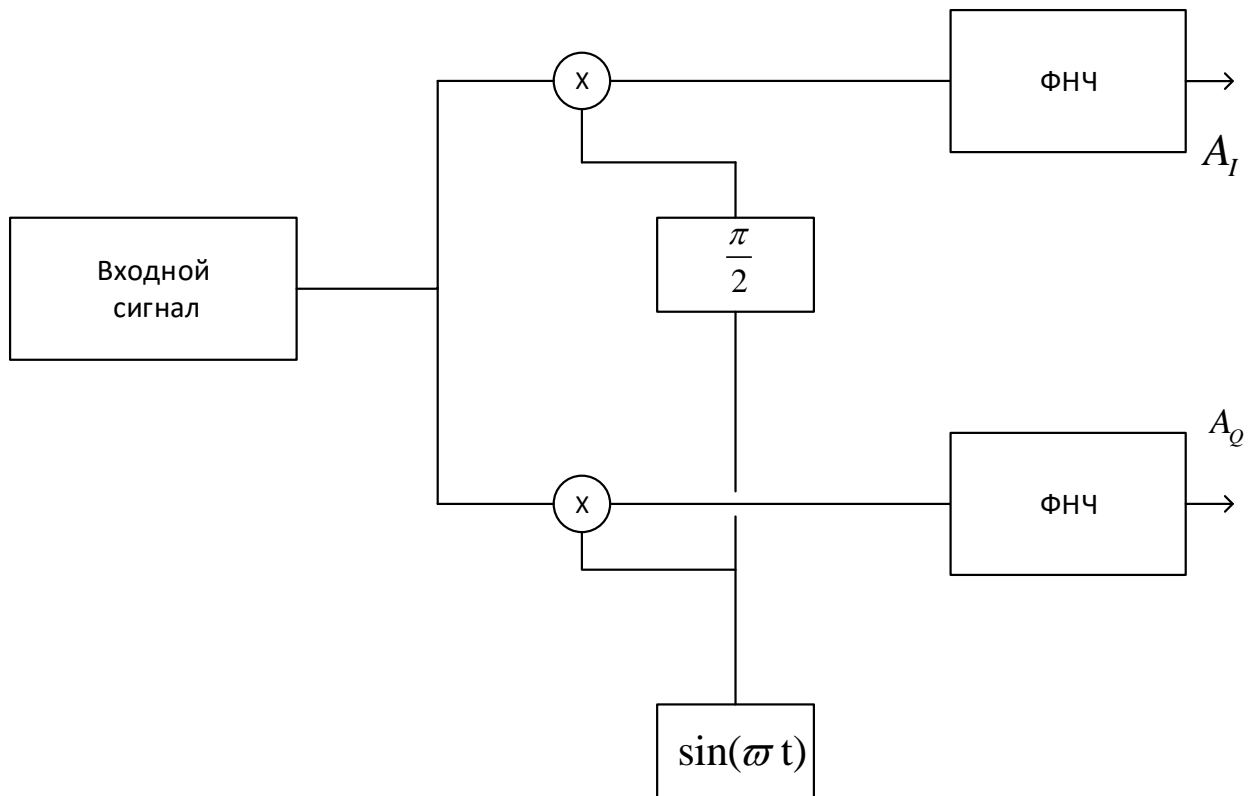 X
ФНЧ
A_I
Входной
сигнал
π
2
A_Q
X
ФНЧ
sin(ϖ t)